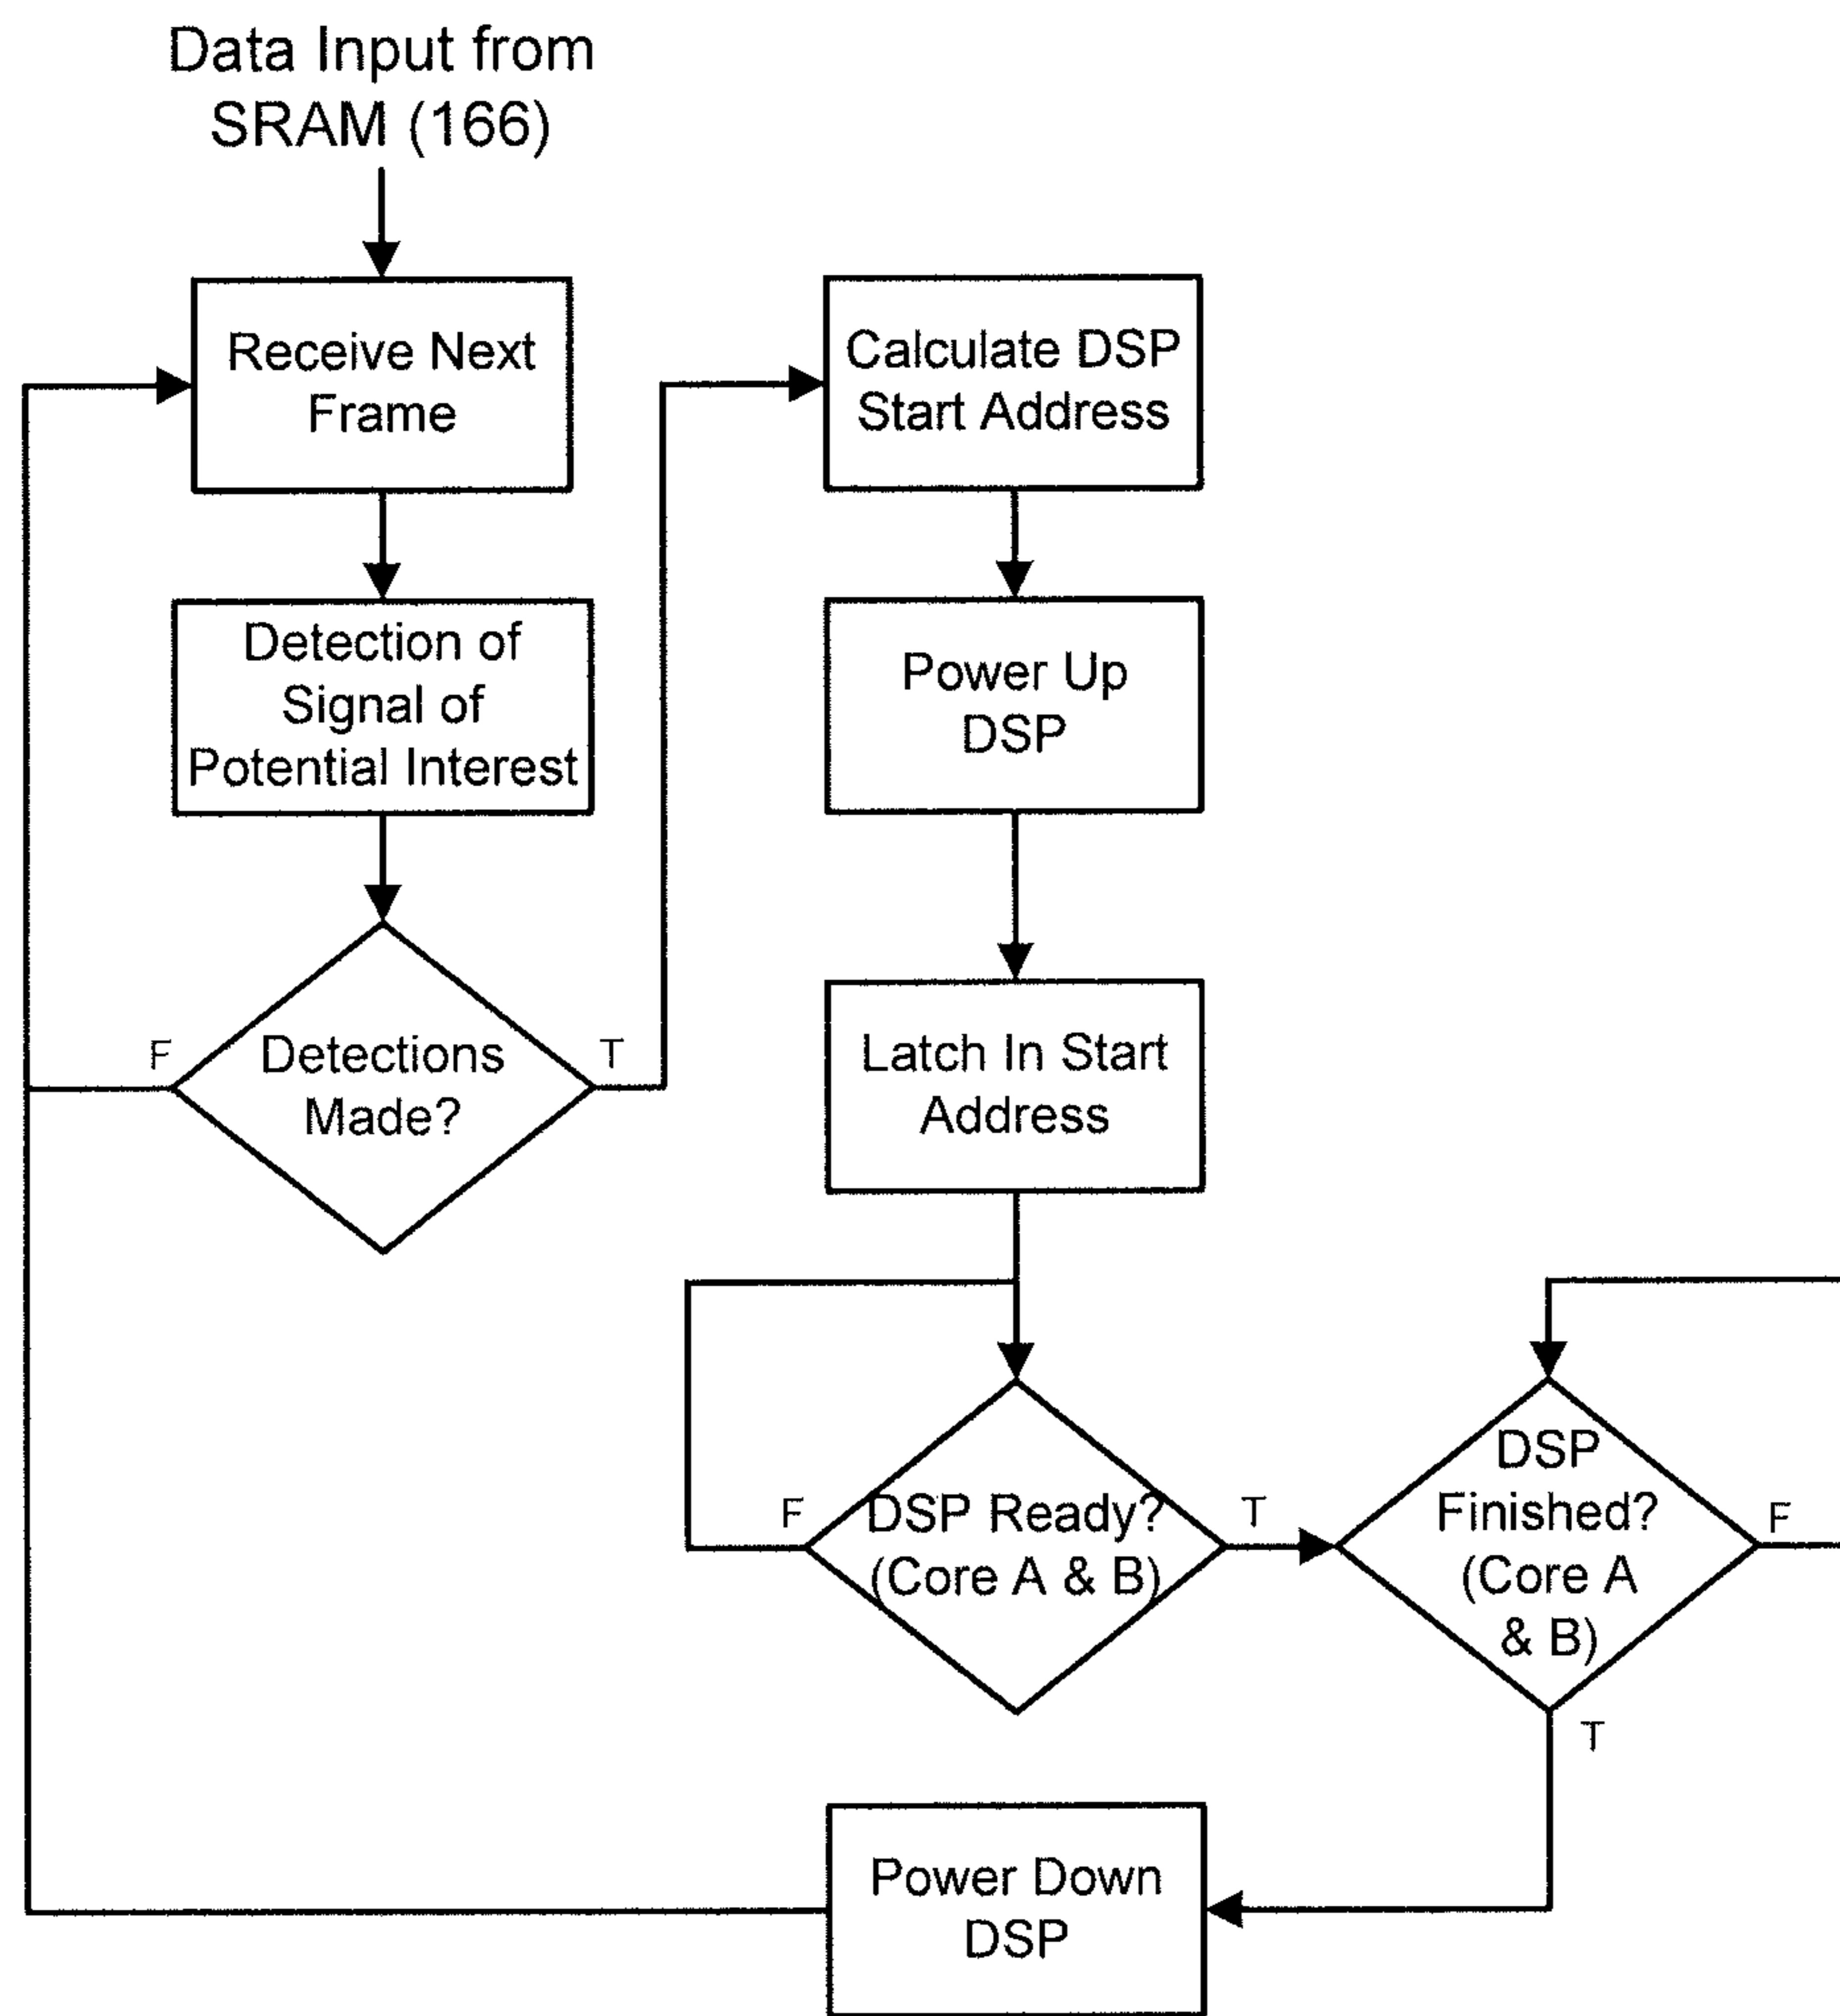 Data Input from
SRAM (166)
Receive Next
Frame
Detection of
Signal of
Potential Interest
Detections
Made?
F
T
Calculate DSP
Start Address
Power Up
DSP
Latch In Start
Address
DSP Ready?
(Core A & B)
F
T
DSP
Finished?
(Core A
& B)
F
T
Power Down
DSP